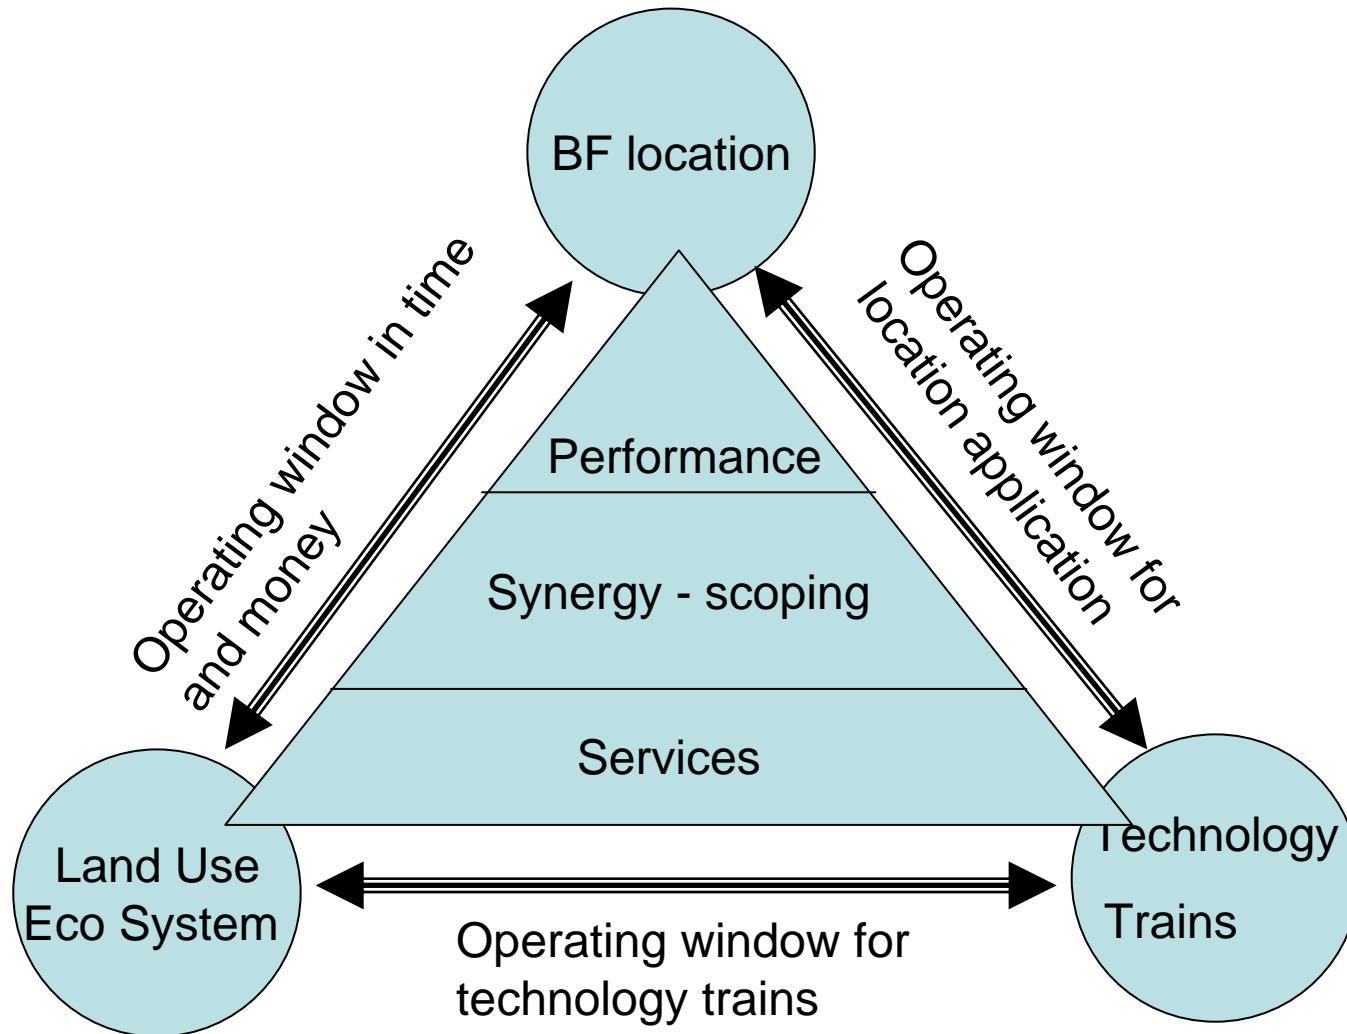 BF location
Operating window in time
and money
Operating window for
location application
Performance
Synergy - scoping
Services
Land Use
Eco System
Technology
Trains
Operating window for
technology trains